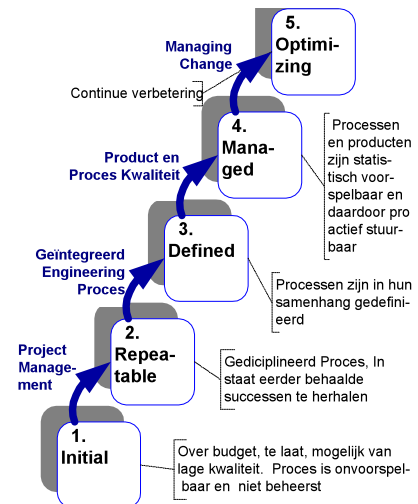 5.
Optimi-
zing
Managing
Change
Continue verbetering
4.
Mana-
ged
Processen
en producten
zijn statis-
tisch voor-
spelbaar en
daardoor pro
actief stuur-
baar
Product en
Proces Kwaliteit
3.
Defined
Processen zijn in hun
samenhang gedefini-
eerd
Geïntegreerd
Engineering
Proces
2.
Repea-
table
Gediciplineerd Proces, In
staat eerder behaalde
successen te herhalen
Project
Manage-
ment
1.
Initial
Over budget, te laat, mogelijk van
lage kwaliteit. Proces is onvoorspel-
baar en niet beheerst